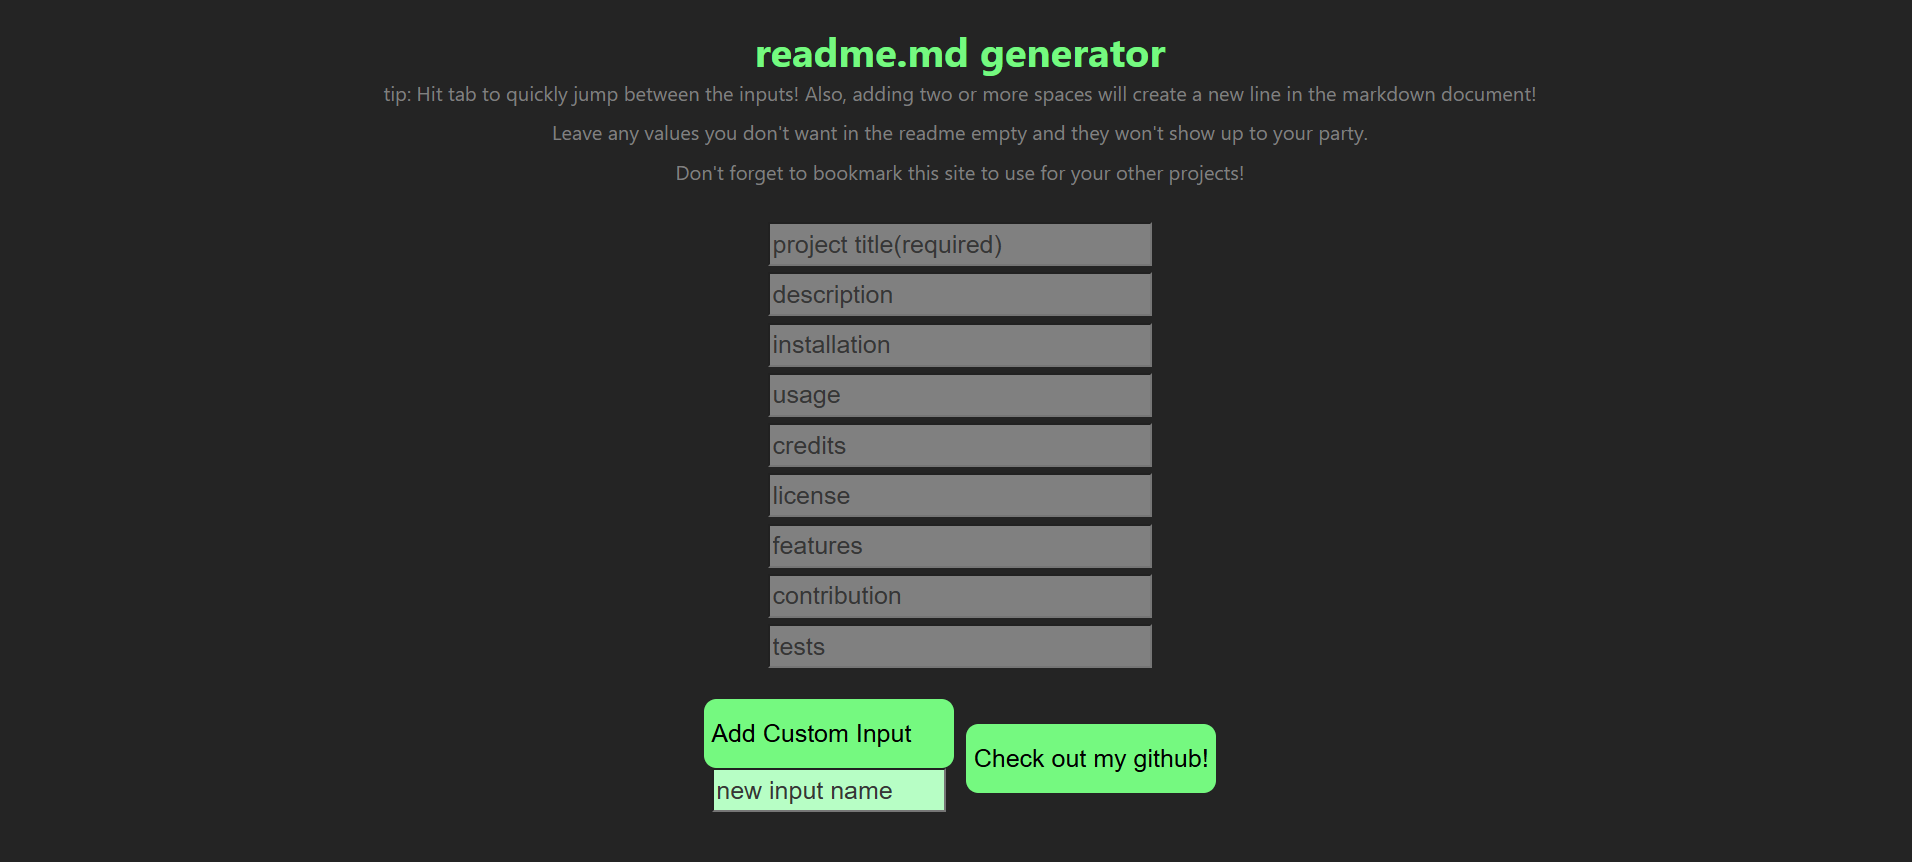 readme.md generator
tip: Hit tab to quickly jump between the inputs! Also, adding two or more spaces will create a new line in the markdown document!
Leave any values you don't want in the readme empty and they won't show up to your party.
Don't forget to bookmark this site to use for your other projects!
project title(required)
description
installation
usage
credits
license
features
contribution
tests
Add Custom Input
new input name
Check out my github!